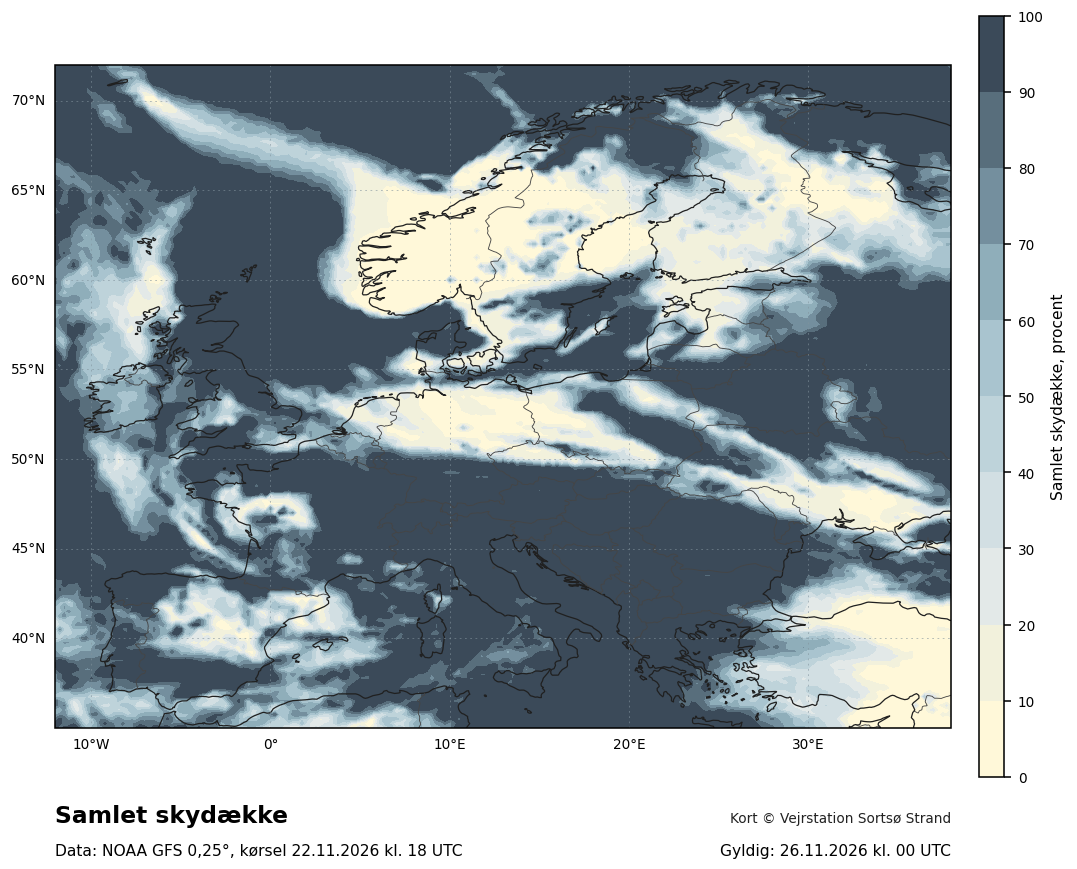 70°N
65°N
60°N
55°N
50°N
45°N
40°N
10°W
0°
10°E
20°E
30°E
100
90
80
70
60
50
40
30
20
10
0
Samlet skydække, procent
Samlet skydække
Kort © Vejrstation Sortsø Strand
Data: NOAA GFS 0,25°, kørsel 22.11.2026 kl. 18 UTC
Gyldig: 26.11.2026 kl. 00 UTC